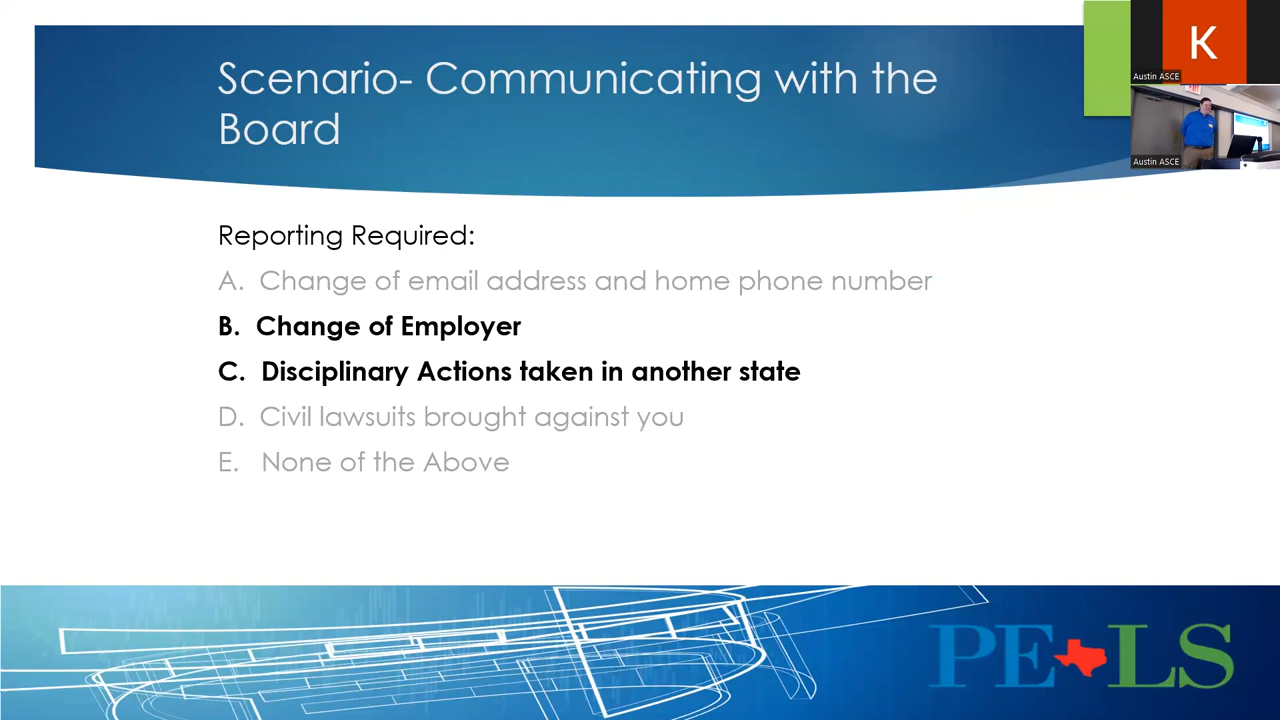 Scenario- Communicating with the
Board
K
Austin ASCE
Austin ASCE
Reporting Required:
A. Change of email address and home phone number
B. Change of Employer
C. Disciplinary Actions taken in another state
D. Civil lawsuits brought against you
E. None of the Above
PE LS